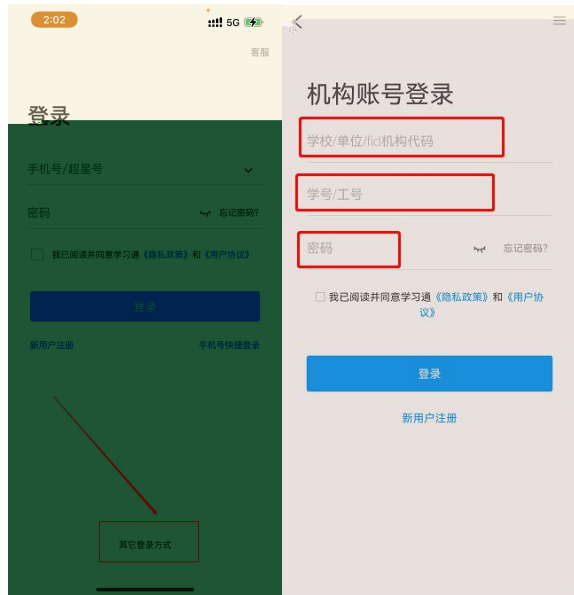 2:02
5G
客服
登录
手机号/超星号
密码
忘记密码?
我已阅读并同意学习通《隐私政策》和《用户协议》
登录
新用户注册
手机号快捷登录
其它登录方式
机构账号登录
学校/单位/fid机构代码
学号/工号
密码
忘记密码?
我已阅读并同意学习通《隐私政策》和《用户协
议》
登录
新用户注册